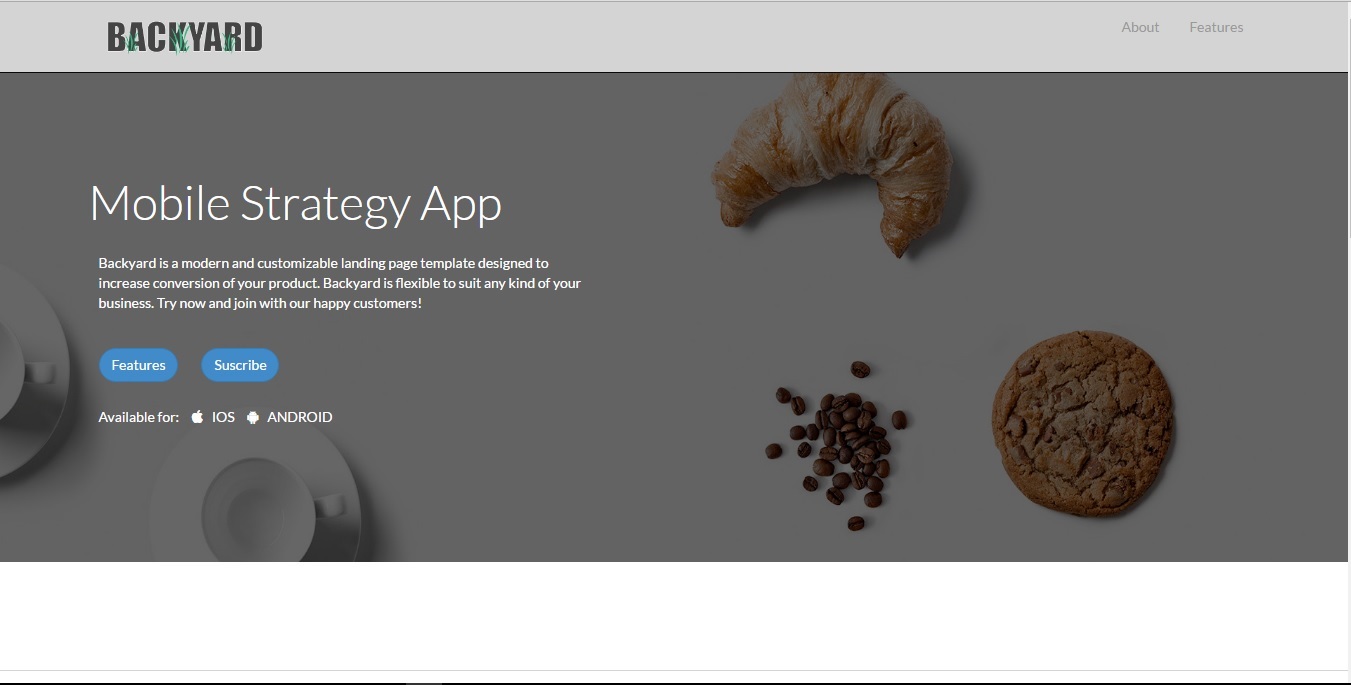 BACKYARD
About Features
Mobile Strategy App
Backyard is a modern and customizable landing page template designed to
increase conversion of your product. Backyard is flexible to suit any kind of your
business. Try now and join with our happy customers!
Features Suscribe
Available for: IOS ANDROID